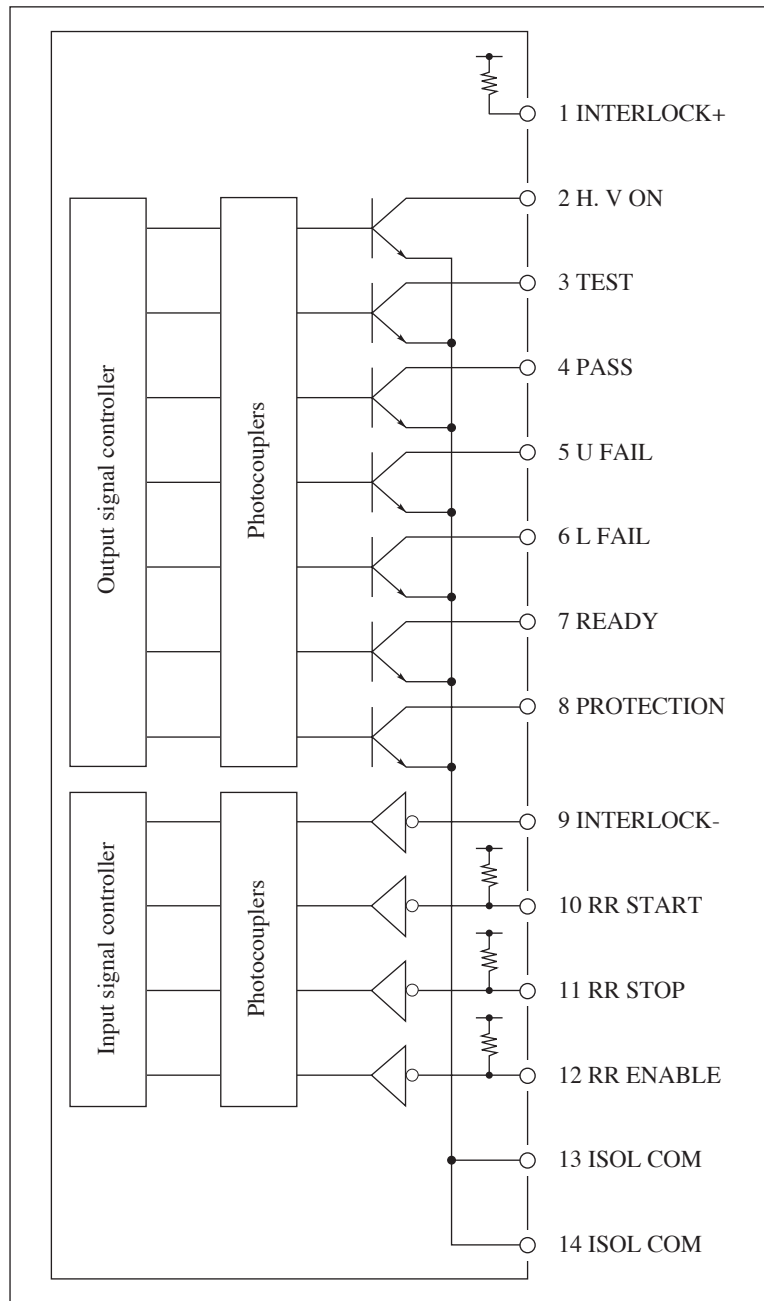 1 INTERLOCK+
2 H. V ON
3 TEST
4 PASS
5 U FAIL
6 L FAIL
7 READY
8 PROTECTION
Output signal controller
Photocouplers
9 INTERLOCK-
10 RR START
11 RR STOP
12 RR ENABLE
Input signal controller
Photocouplers
13 ISOL COM
14 ISOL COM